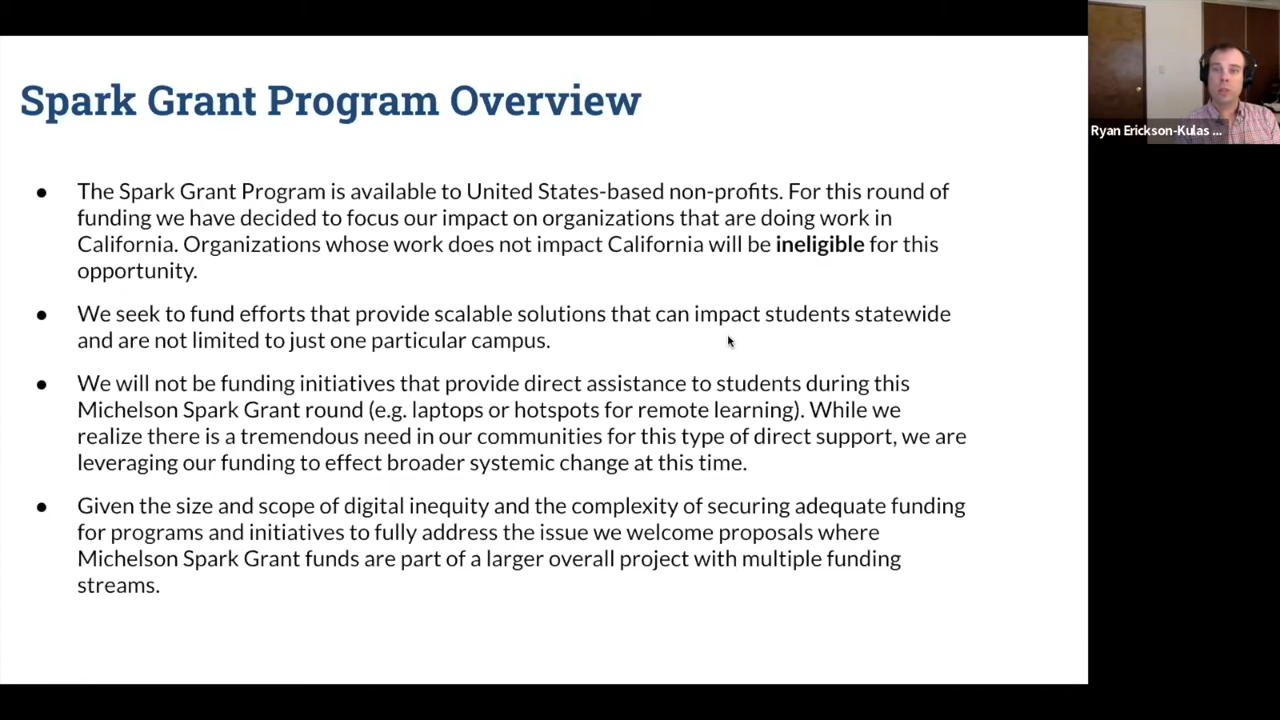 Spark Grant Program Overview
● The Spark Grant Program is available to United States-based non-profits. For this round of
funding we have decided to focus our impact on organizations that are doing work in
California. Organizations whose work does not impact California will be ineligible for this
opportunity.
● We seek to fund efforts that provide scalable solutions that can impact students statewide
and are not limited to just one particular campus.
● We will not be funding initiatives that provide direct assistance to students during this
Michelson Spark Grant round (e.g. laptops or hotspots for remote learning). While we
realize there is a tremendous need in our communities for this type of direct support, we are
leveraging our funding to effect broader systemic change at this time.
● Given the size and scope of digital inequity and the complexity of securing adequate funding
for programs and initiatives to fully address the issue we welcome proposals where
Michelson Spark Grant funds are part of a larger overall project with multiple funding
streams.
Ryan Erickson-Kulas ...